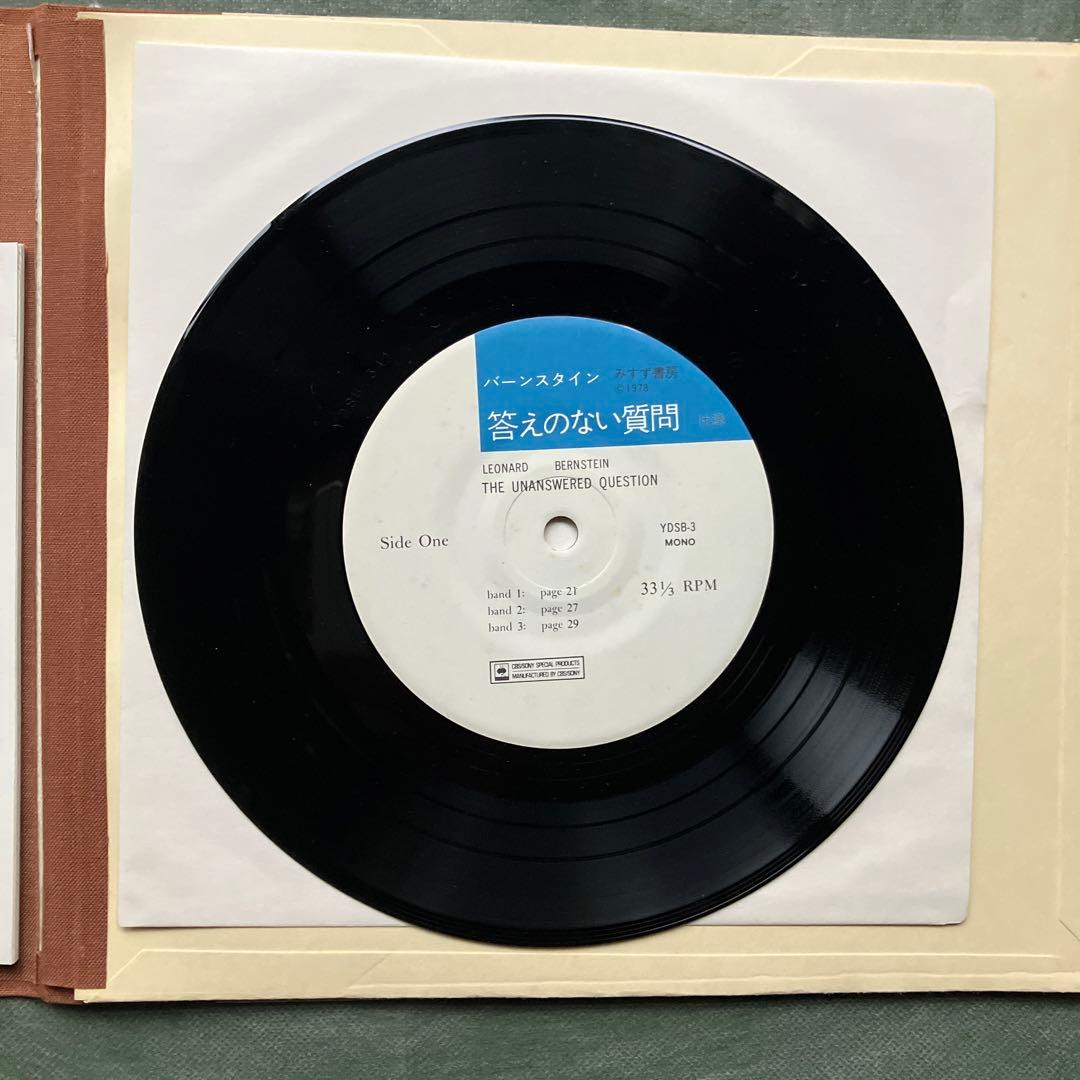 バーンスタイン みすず書房
©1978
答えのない質問 付録
LEONARD BERNSTEIN
THE UNANSWERED QUESTION
Side One
YDSB-3
MONO
33⅓ RPM
band 1: page 21
band 2: page 27
band 3: page 29
CBS/SONY SPECIAL PRODUCTS
MANUFACTURED BY CBS/SONY